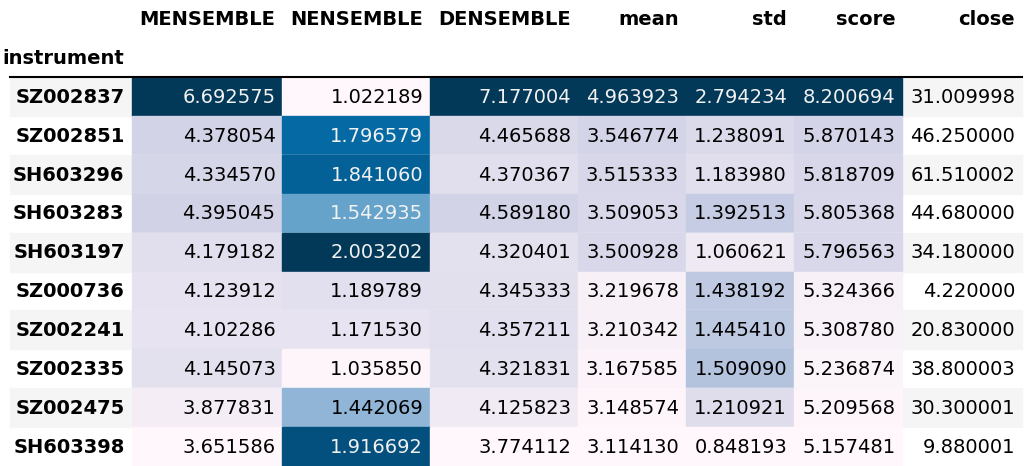 MENSEMBLE NENSEMBLE DENSEMBLE mean std score close
instrument
SZ002837 6.692575 1.022189 7.177004 4.963923 2.794234 8.200694 31.009998
SZ002851 4.378054 1.796579 4.465688 3.546774 1.238091 5.870143 46.250000
SH603296 4.334570 1.841060 4.370367 3.515333 1.183980 5.818709 61.510002
SH603283 4.395045 1.542935 4.589180 3.509053 1.392513 5.805368 44.680000
SH603197 4.179182 2.003202 4.320401 3.500928 1.060621 5.796563 34.180000
SZ000736 4.123912 1.189789 4.345333 3.219678 1.438192 5.324366 4.220000
SZ002241 4.102286 1.171530 4.357211 3.210342 1.445410 5.308780 20.830000
SZ002335 4.145073 1.035850 4.321831 3.167585 1.509090 5.236874 38.800003
SZ002475 3.877831 1.442069 4.125823 3.148574 1.210921 5.209568 30.300001
SH603398 3.651586 1.916692 3.774112 3.114130 0.848193 5.157481 9.880001